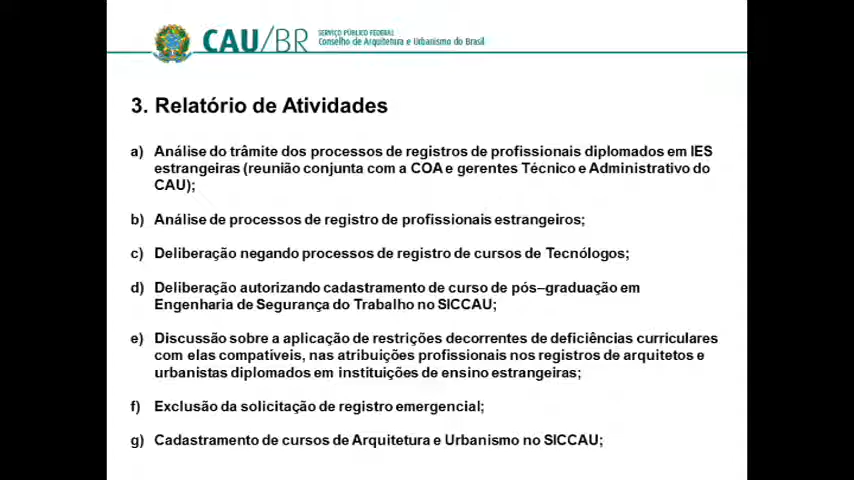 CAU/BR
SERVIÇO PÚBLICO FEDERAL
Conselho de Arquitetura e Urbanismo do Brasil
3. Relatório de Atividades
a) Análise do trâmite dos processos de registros de profissionais diplomados em IES
estrangeiras (reunião conjunta com a COA e gerentes Técnico e Administrativo do
CAU);
b) Análise de processos de registro de profissionais estrangeiros;
c) Deliberação negando processos de registro de cursos de Tecnólogos;
d) Deliberação autorizando cadastramento de curso de pós–graduação em
Engenharia de Segurança do Trabalho no SICCAU;
e) Discussão sobre a aplicação de restrições decorrentes de deficiências curriculares
com elas compatíveis, nas atribuições profissionais nos registros de arquitetos e
urbanistas diplomados em instituições de ensino estrangeiras;
f) Exclusão da solicitação de registro emergencial;
g) Cadastramento de cursos de Arquitetura e Urbanismo no SICCAU;